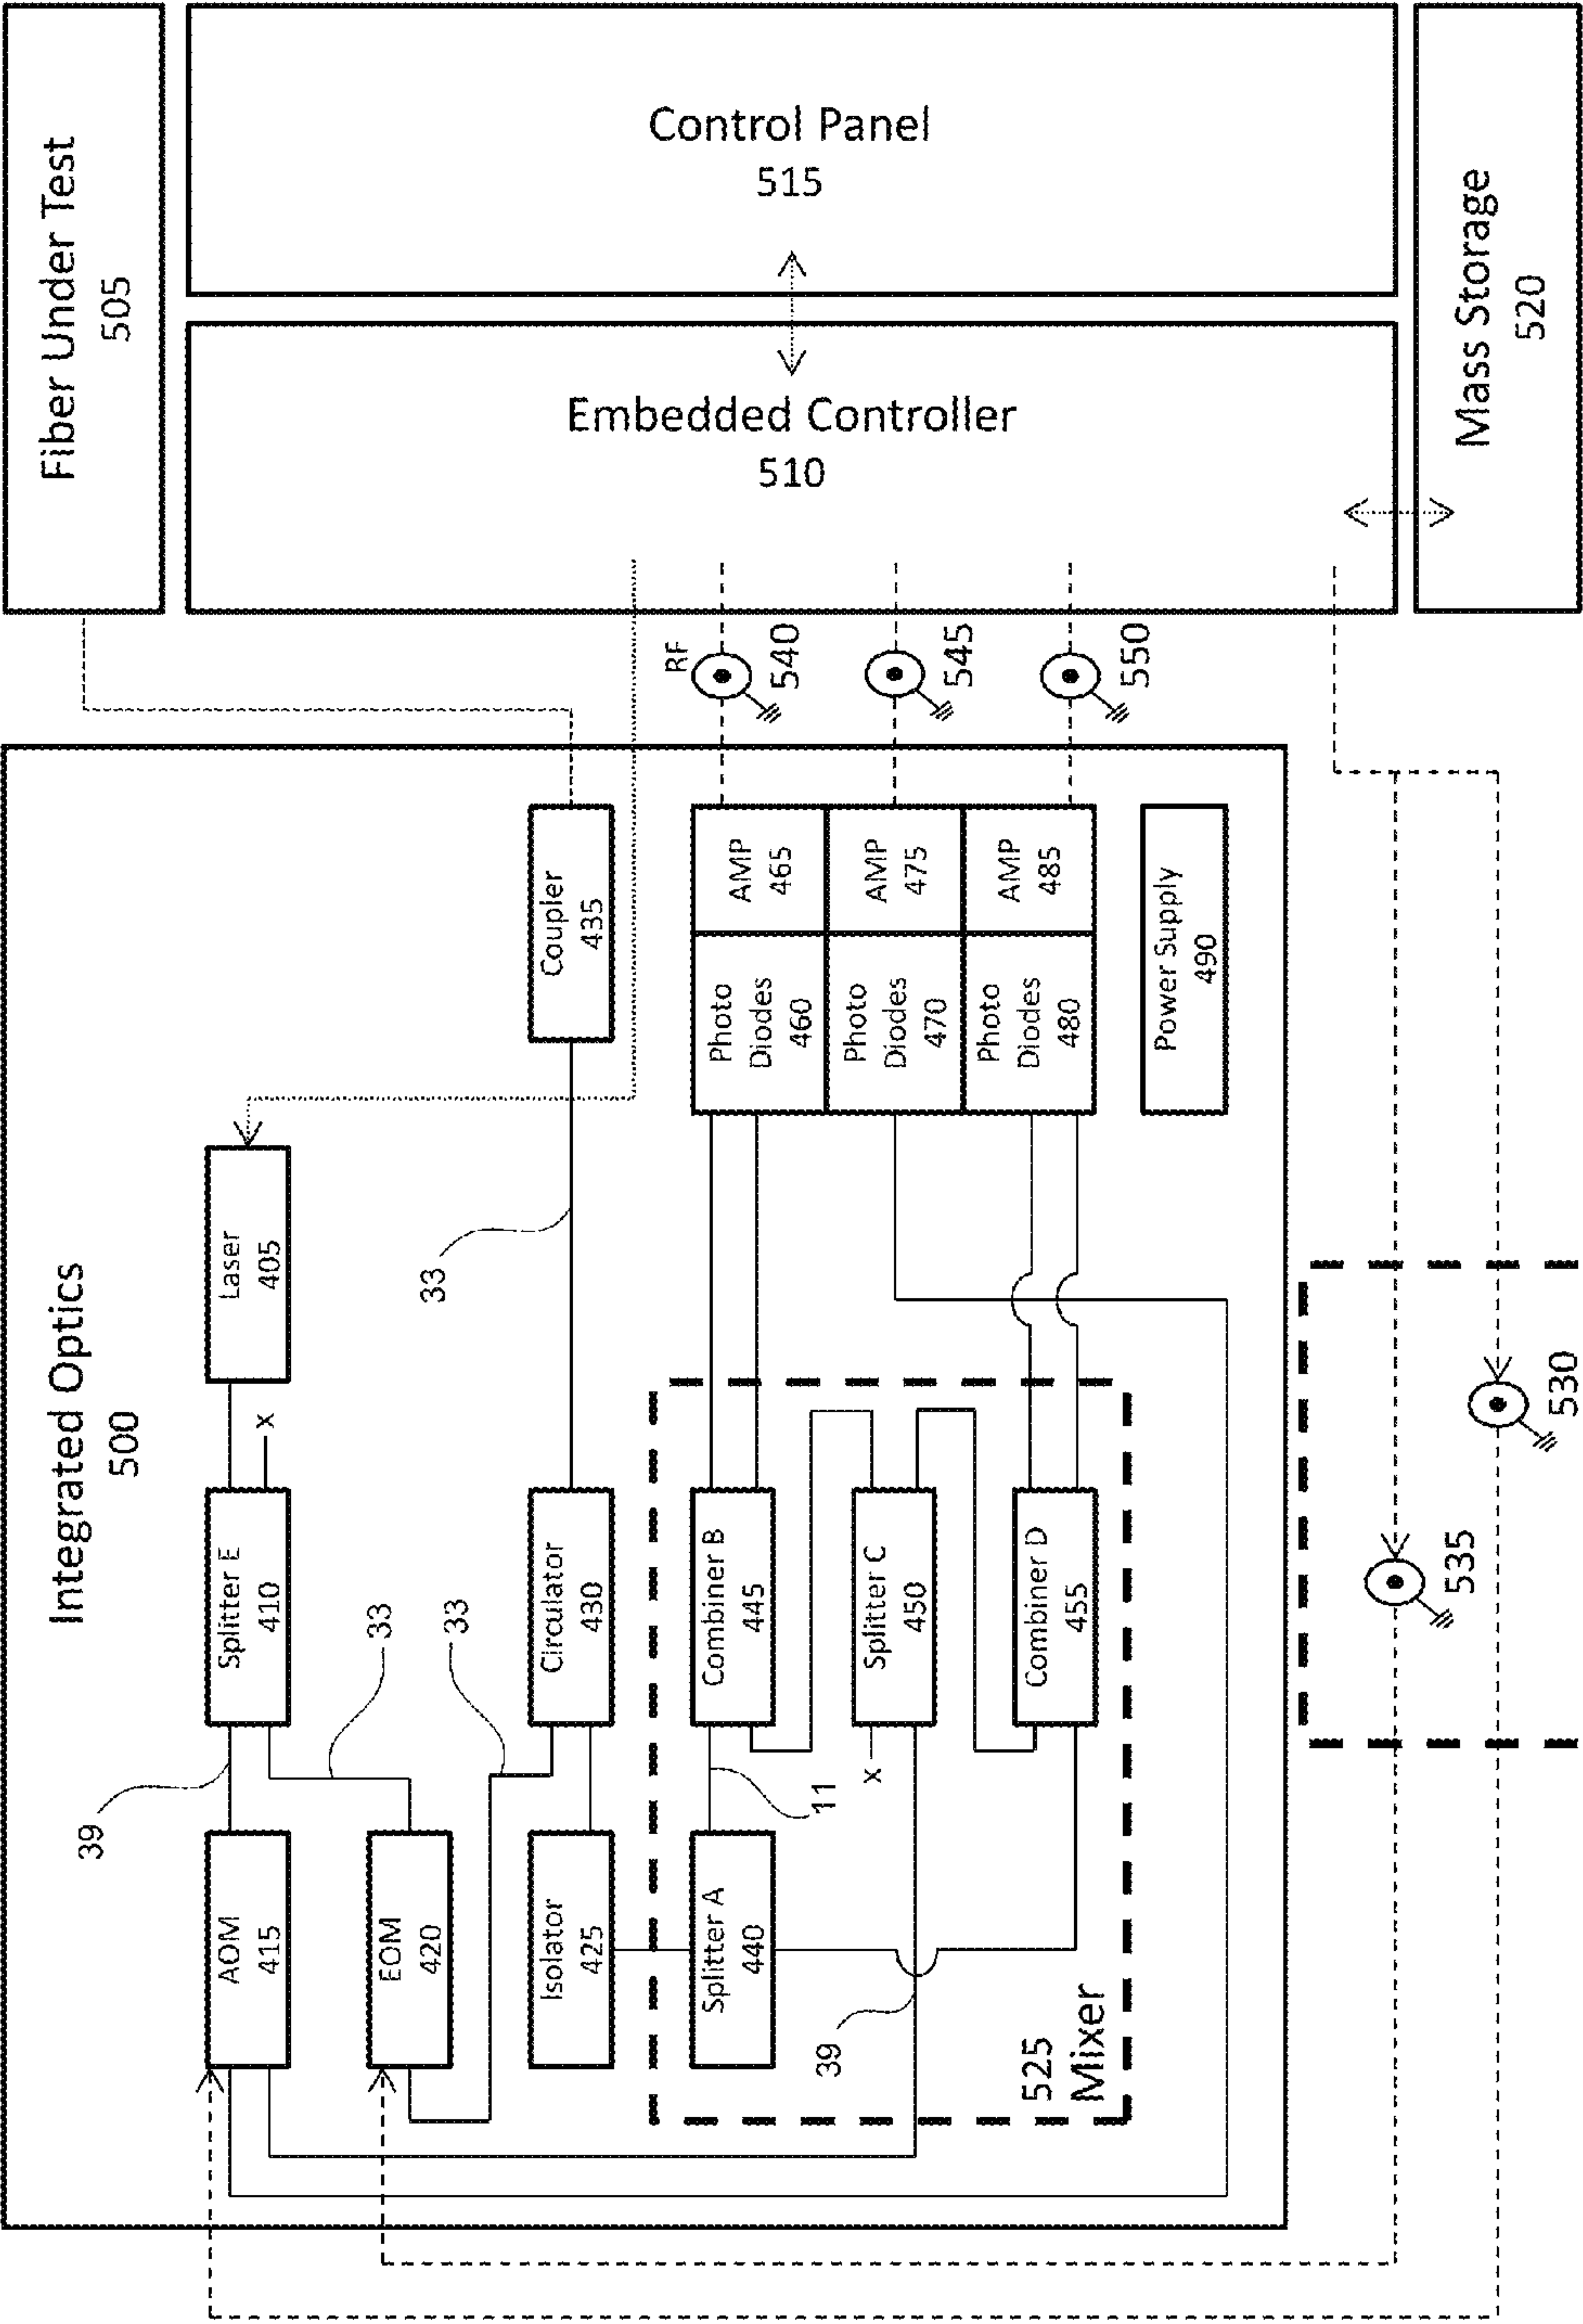 Fiber Under Test
505
Control Panel
515
Embedded Controller
510
Mass Storage
520
RF
540
545
550
Integrated Optics
500
Coupler
435
AMP
465
AMP
475
AMP
485
Photo
Diodes
460
Photo
Diodes
470
Photo
Diodes
480
Power Supply
490
Laser
405
33
x
Splitter E
410
Circulator
430
Combiner B
445
Splitter C
450
Combiner D
455
39
33
33
11
x
AOM
415
EOM
420
Isolator
425
Splitter A
440
39
525
Mixer
535
530